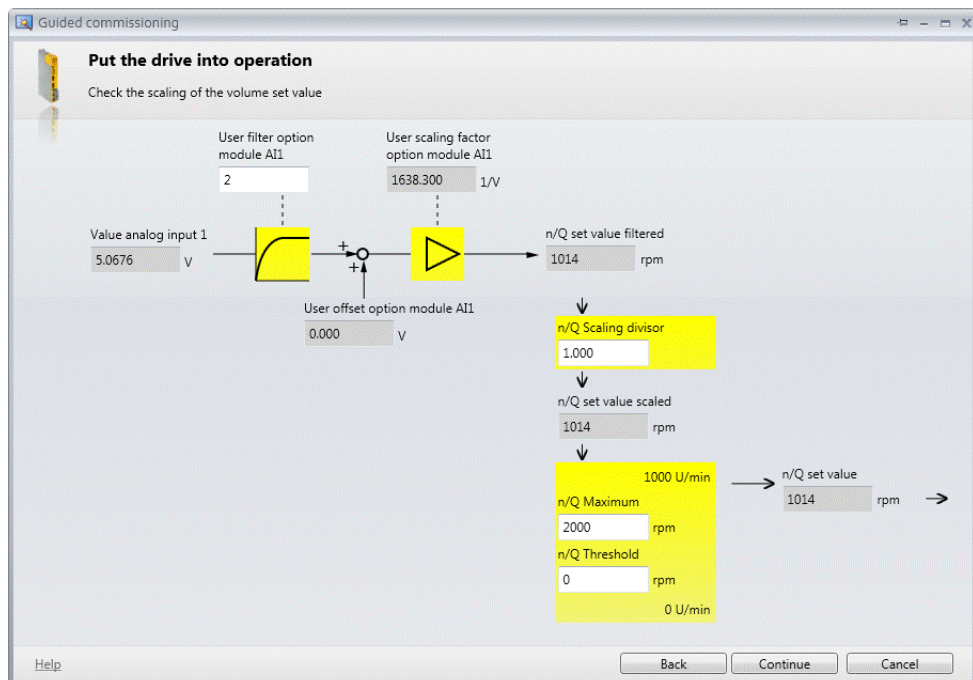 Guided commissioning
Put the drive into operation
Check the scaling of the volume set value
User filter option
module AI1
2
User scaling factor
option module AI1
1638.300 1/V
Value analog input 1
5.0676 V
+
+
User offset option module AI1
0.000 V
n/Q set value filtered
1014 rpm
n/Q Scaling divisor
1.000
n/Q set value scaled
1014 rpm
1000 U/min
n/Q Maximum
2000 rpm
n/Q Threshold
0 rpm
0 U/min
n/Q set value
1014 rpm
Help
Back Continue Cancel